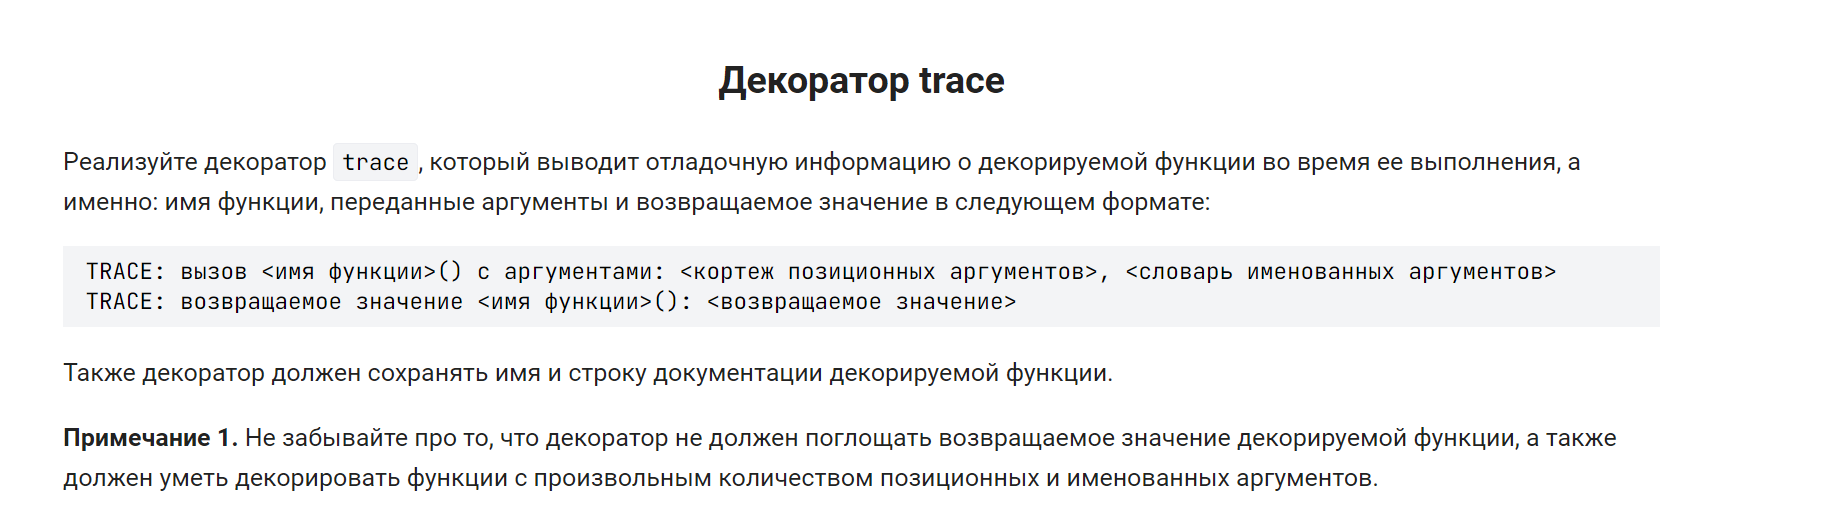 Декоратор trace
Реализуйте декоратор trace, который выводит отладочную информацию о декорируемой функции во время ее выполнения, а
именно: имя функции, переданные аргументы и возвращаемое значение в следующем формате:
TRACE: вызов <имя функции>() с аргументами: <кортеж позиционных аргументов>, <словарь именованных аргументов>
TRACE: возвращаемое значение <имя функции>(): <возвращаемое значение>
Также декоратор должен сохранять имя и строку документации декорируемой функции.
Примечание 1. Не забывайте про то, что декоратор не должен поглощать возвращаемое значение декорируемой функции, а также
должен уметь декорировать функции с произвольным количеством позиционных и именованных аргументов.